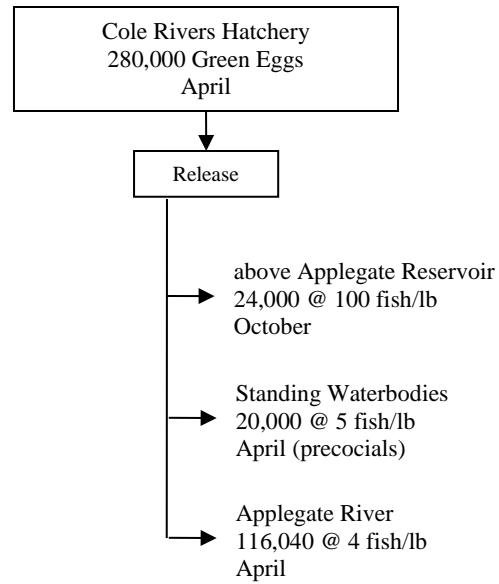 Cole Rivers Hatchery
280,000 Green Eggs
April
Release
above Applegate Reservoir
24,000 @ 100 fish/lb
October
Standing Waterbodies
20,000 @ 5 fish/lb
April (precocials)
Applegate River
116,040 @ 4 fish/lb
April